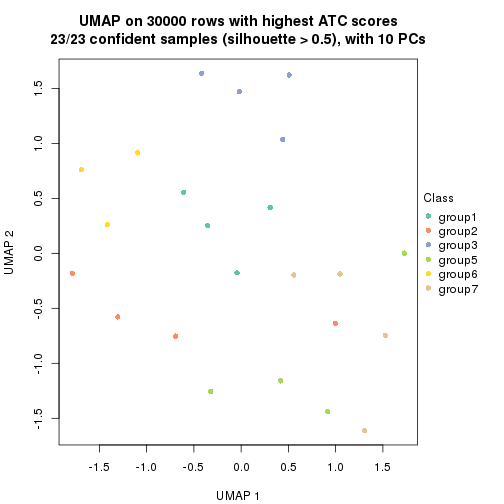 UMAP on 30000 rows with highest ATC scores
23/23 confident samples (silhouette > 0.5), with 10 PCs
UMAP 2
1.5
1.0
0.5
0.0
-0.5
-1.0
-1.5
-1.5 -1.0 -0.5 0.0 0.5 1.0 1.5
UMAP 1
Class
group1
group2
group3
group5
group6
group7